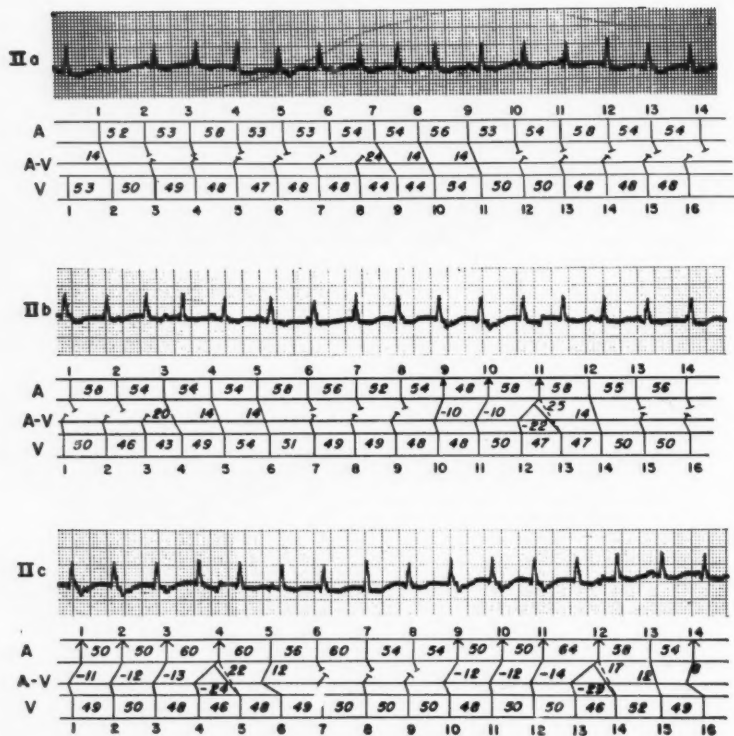 IIa
1 2 3 4 5 6 7 8 9 10 11 12 13 14
A 52 53 58 53 53 54 54 56 53 54 58 54 54
A-V 14 24 14 14
V 53 50 49 48 47 48 48 44 44 54 50 50 48 48 48
1 2 3 4 5 6 7 8 9 10 11 12 13 14 15 16
IIb
1 2 3 4 5 6 7 8 9 10 11 12 14
A 58 54 54 54 58 56 52 54 48 58 58 55 56
A-V 20 14 14 -10 -10 -22 .25 14
V 50 46 43 49 54 51 49 49 48 48 50 47 47 50 50
1 2 3 4 5 6 7 8 9 10 11 12 13 14 15 16
IIc
1 2 3 4 5 6 7 8 9 10 11 12 13 14
A 50 50 60 60 56 60 54 54 50 50 64 58 54
A-V -11 -12 -13 -24 22 12 -12 -12 -14 17 12 8
V 49 50 48 46 48 49 50 50 50 48 50 50 46 52 49
1 2 3 4 5 6 7 8 9 10 11 12 13 14 15 16